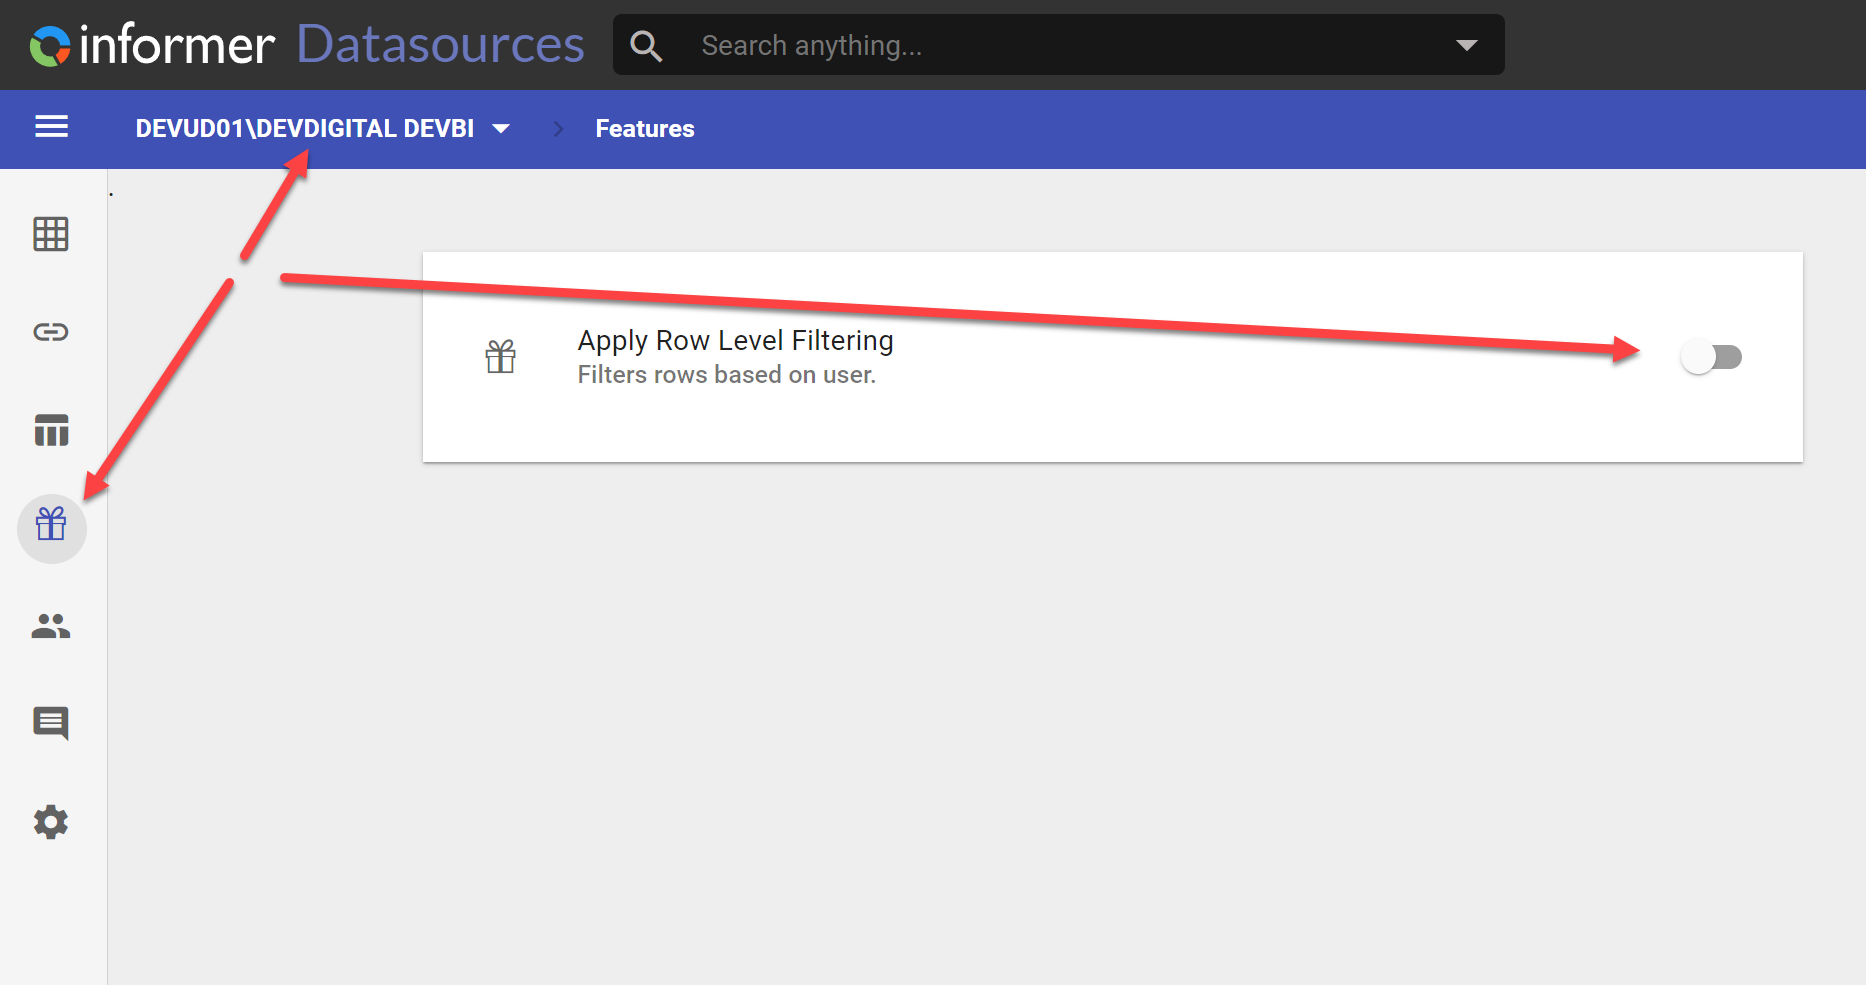 informer Datasources
Search anything...
DEVUD01\DEVDIGITAL DEVBI
Features
.
Apply Row Level Filtering
Filters rows based on user.